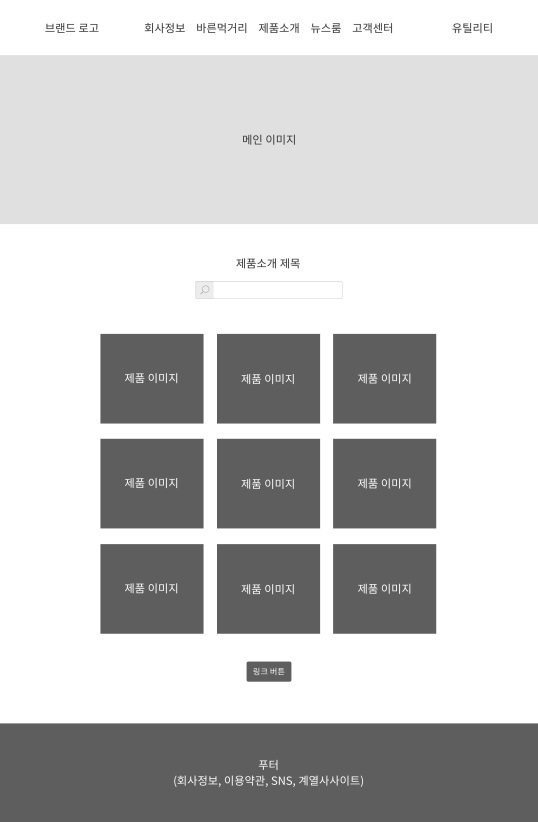 브랜드 로고 회사정보 바른먹거리 제품소개 뉴스룸 고객센터 유틸리티
메인 이미지
제품소개 제목
제품 이미지 제품 이미지 제품 이미지
제품 이미지 제품 이미지 제품 이미지
제품 이미지 제품 이미지 제품 이미지
링크 버튼
푸터
(회사정보, 이용약관, SNS, 계열사사이트)